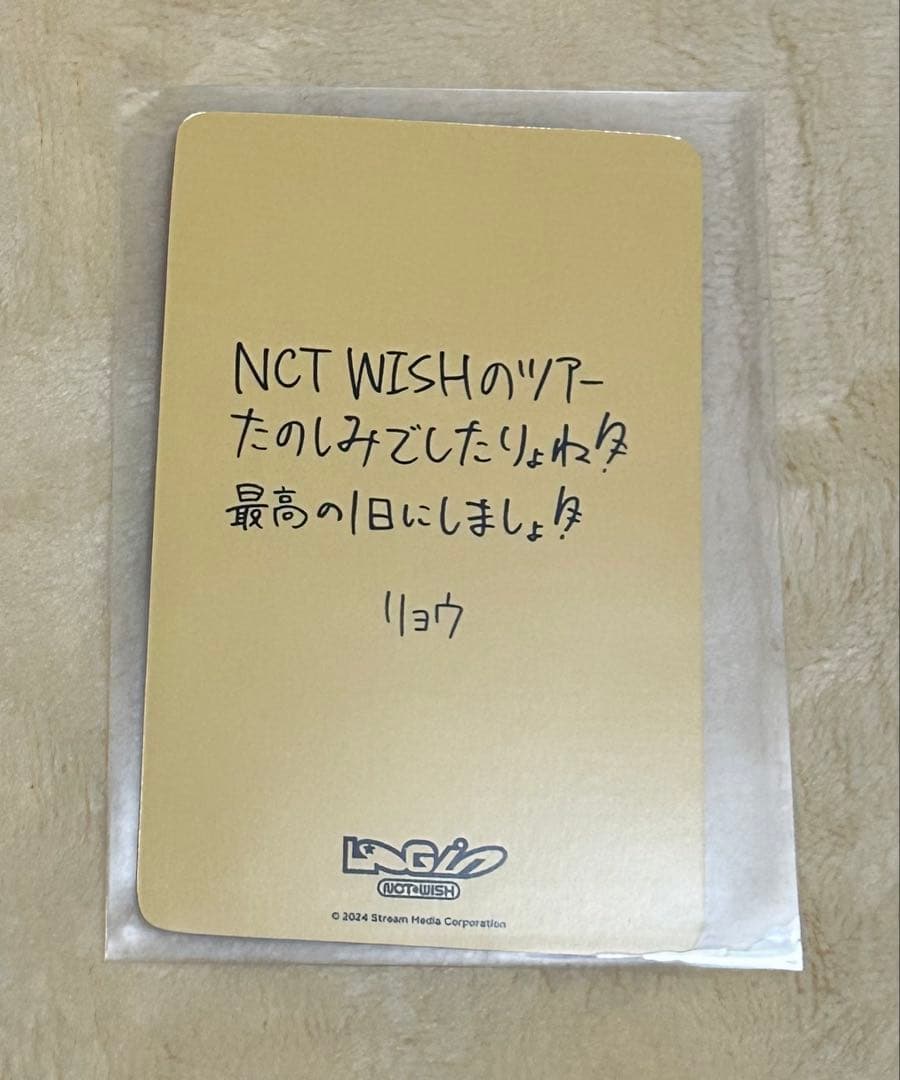 NCT WISHのツアー
たのしみでしたりょね!
最高の1日にしましょ!
リョウ
LOGin
NCT WISH
© 2024 Stream Media Corporation